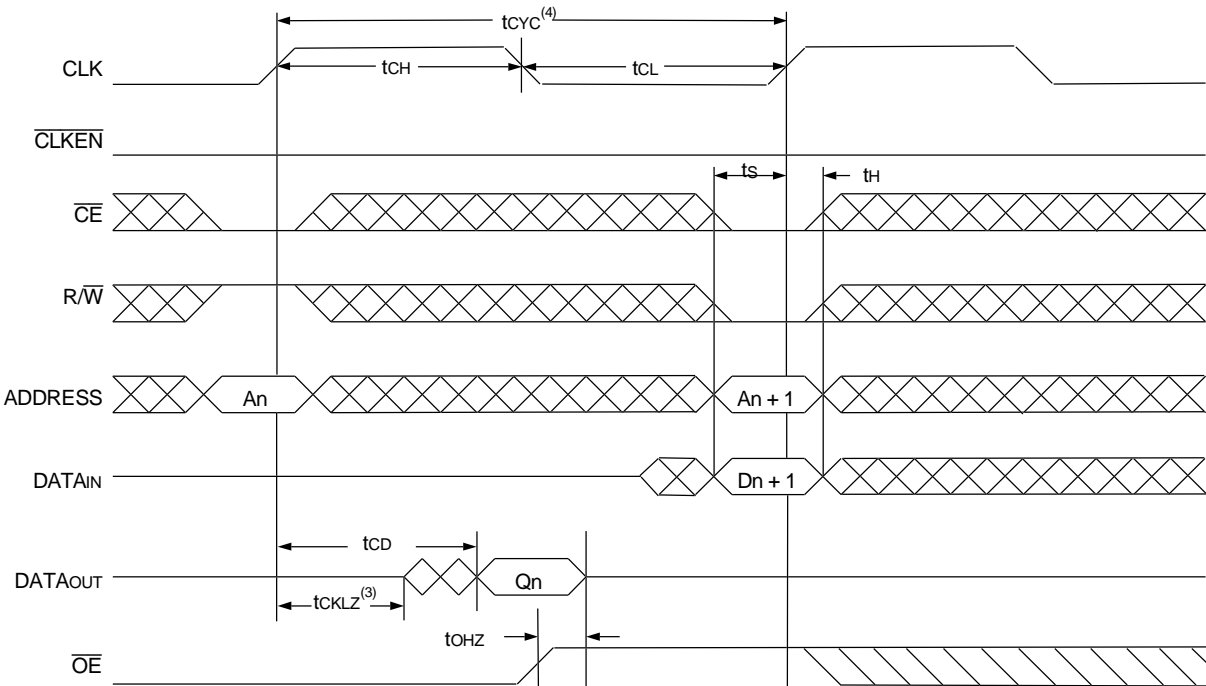 tCYC(4)
CLK
tCH
tCL
CLKEN
tS
tH
CE
R/W
ADDRESS
An
An + 1
DATAIN
Dn + 1
tCD
DATAOUT
Qn
tCKLZ(3)
tOHZ
OE